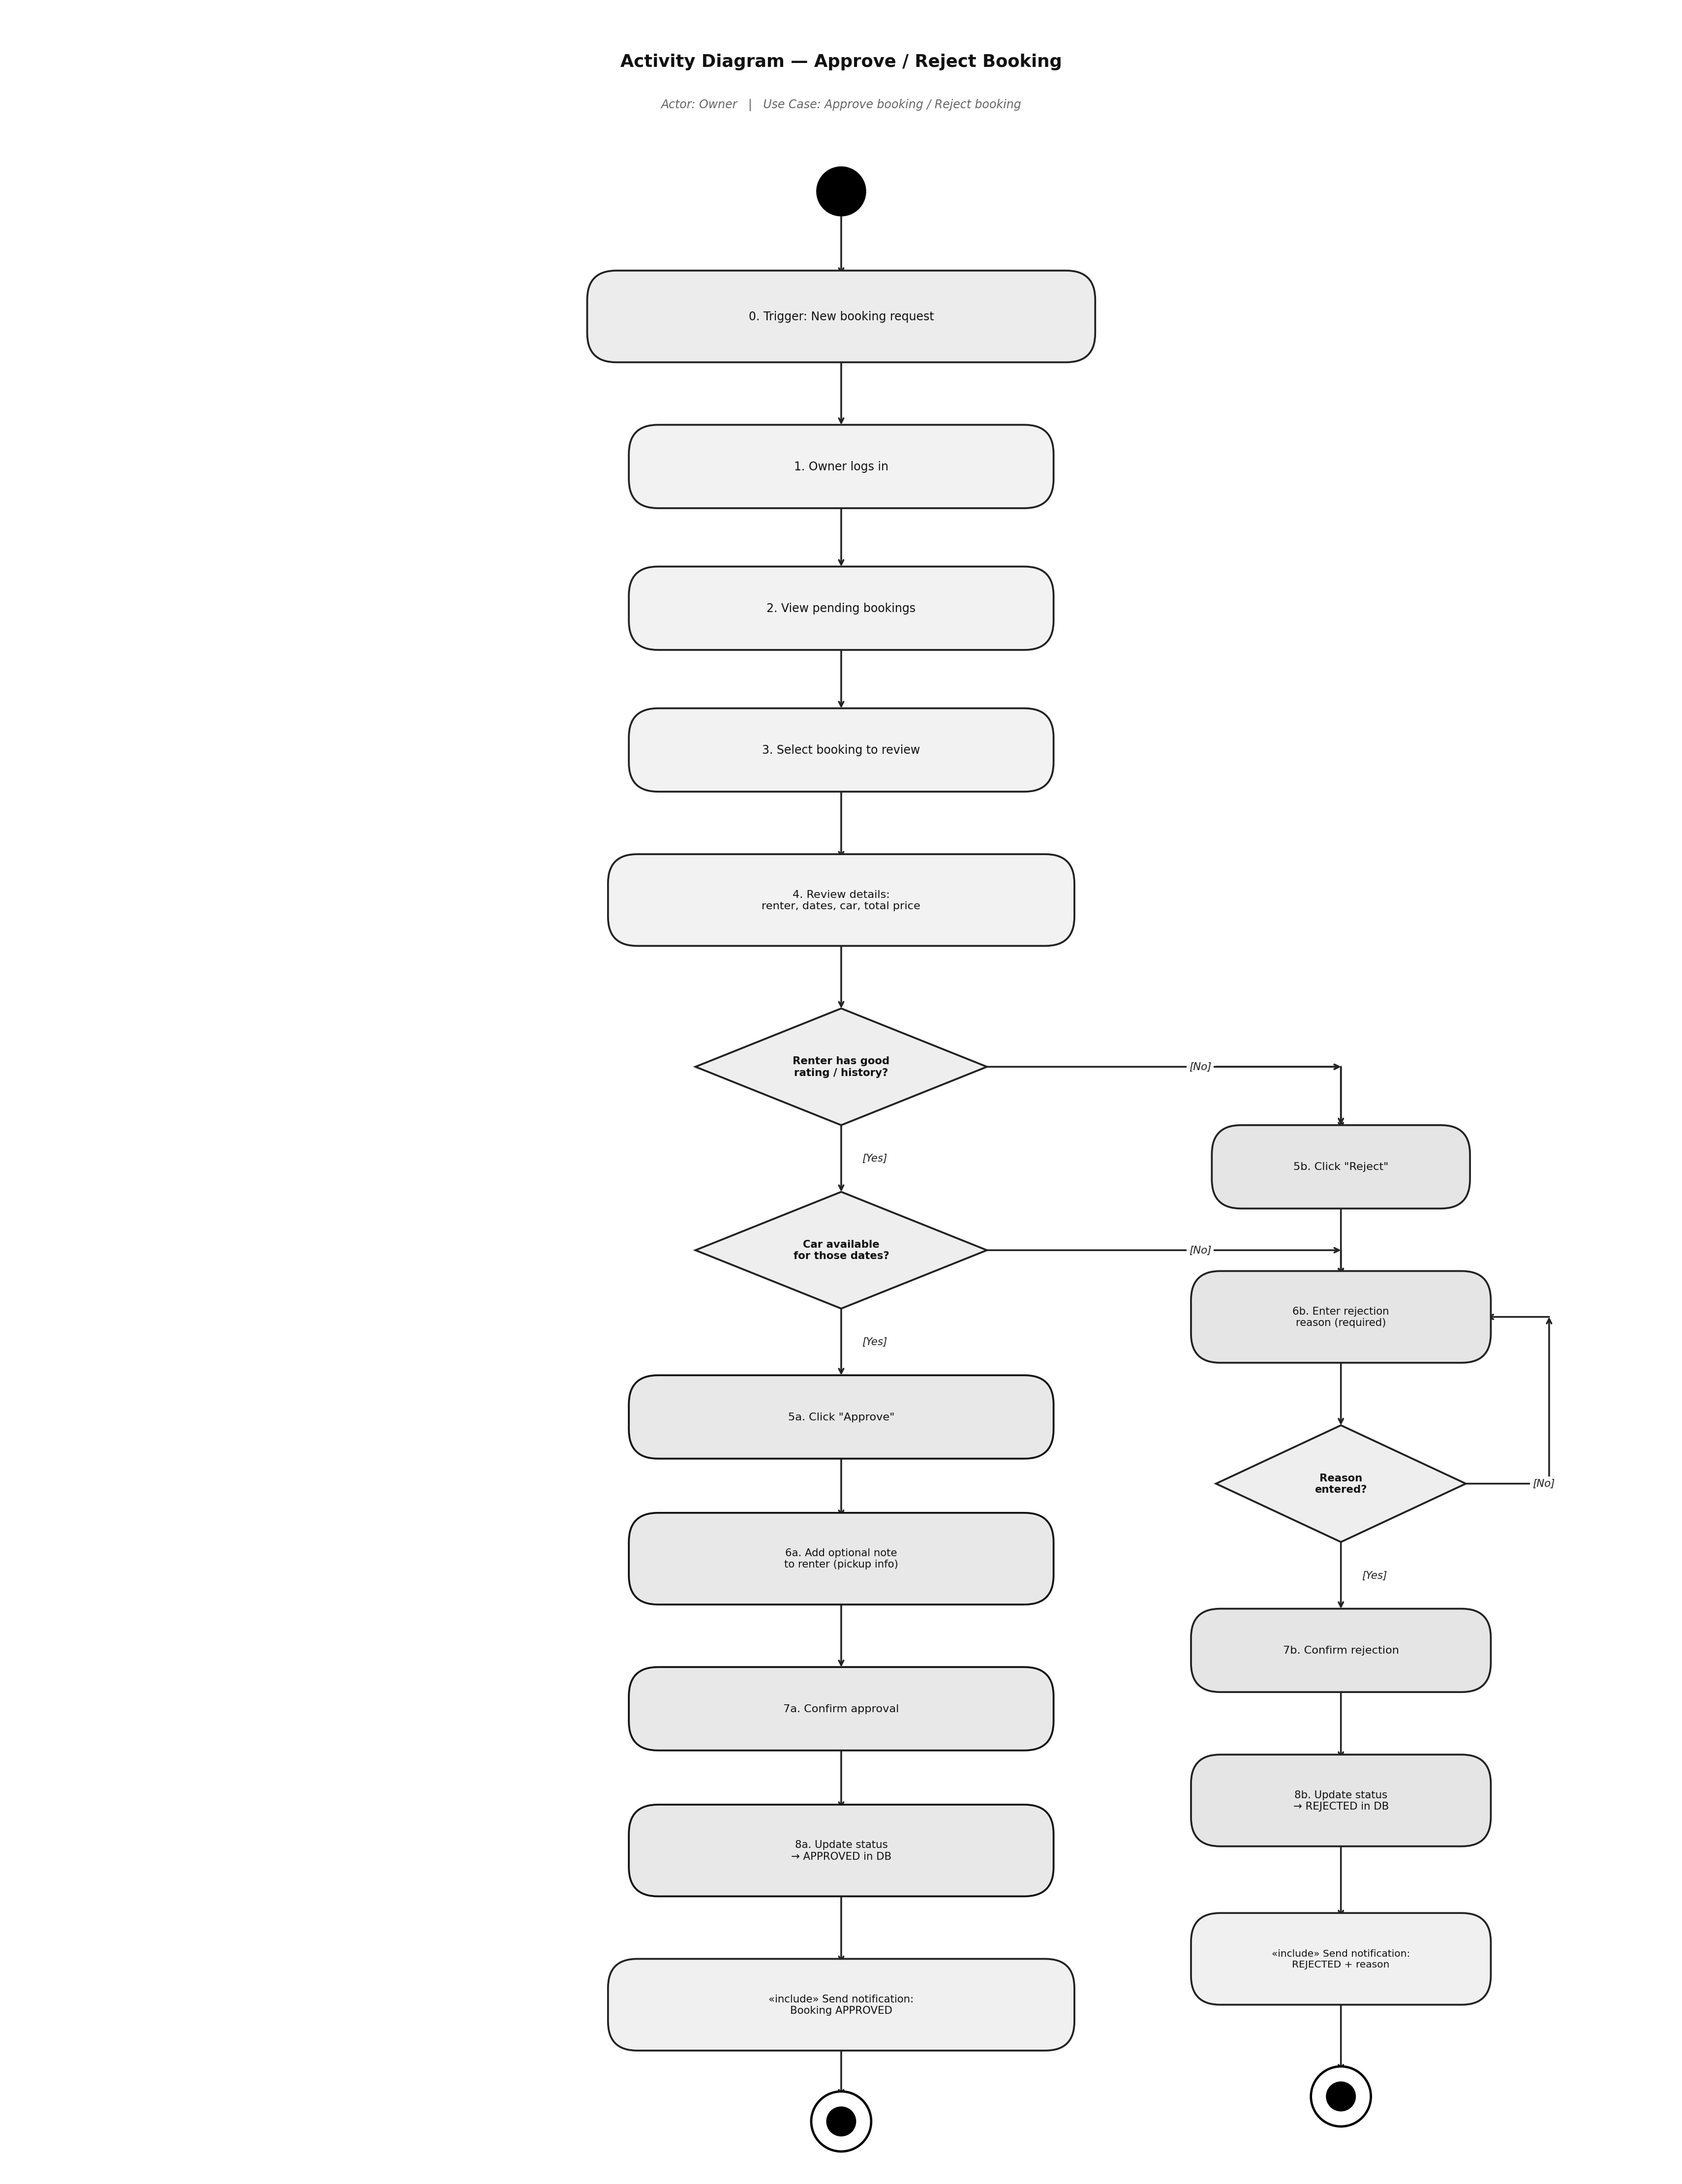 Activity Diagram — Approve / Reject Booking
Actor: Owner | Use Case: Approve booking / Reject booking
0. Trigger: New booking request
1. Owner logs in
2. View pending bookings
3. Select booking to review
4. Review details:
renter, dates, car, total price
Renter has good
rating / history?
[No]
[Yes]
5b. Click "Reject"
Car available
for those dates?
[No]
[Yes]
6b. Enter rejection
reason (required)
5a. Click "Approve"
Reason
entered?
[No]
[Yes]
6a. Add optional note
to renter (pickup info)
7b. Confirm rejection
7a. Confirm approval
8b. Update status
→ REJECTED in DB
8a. Update status
→ APPROVED in DB
«include» Send notification:
REJECTED + reason
«include» Send notification:
Booking APPROVED